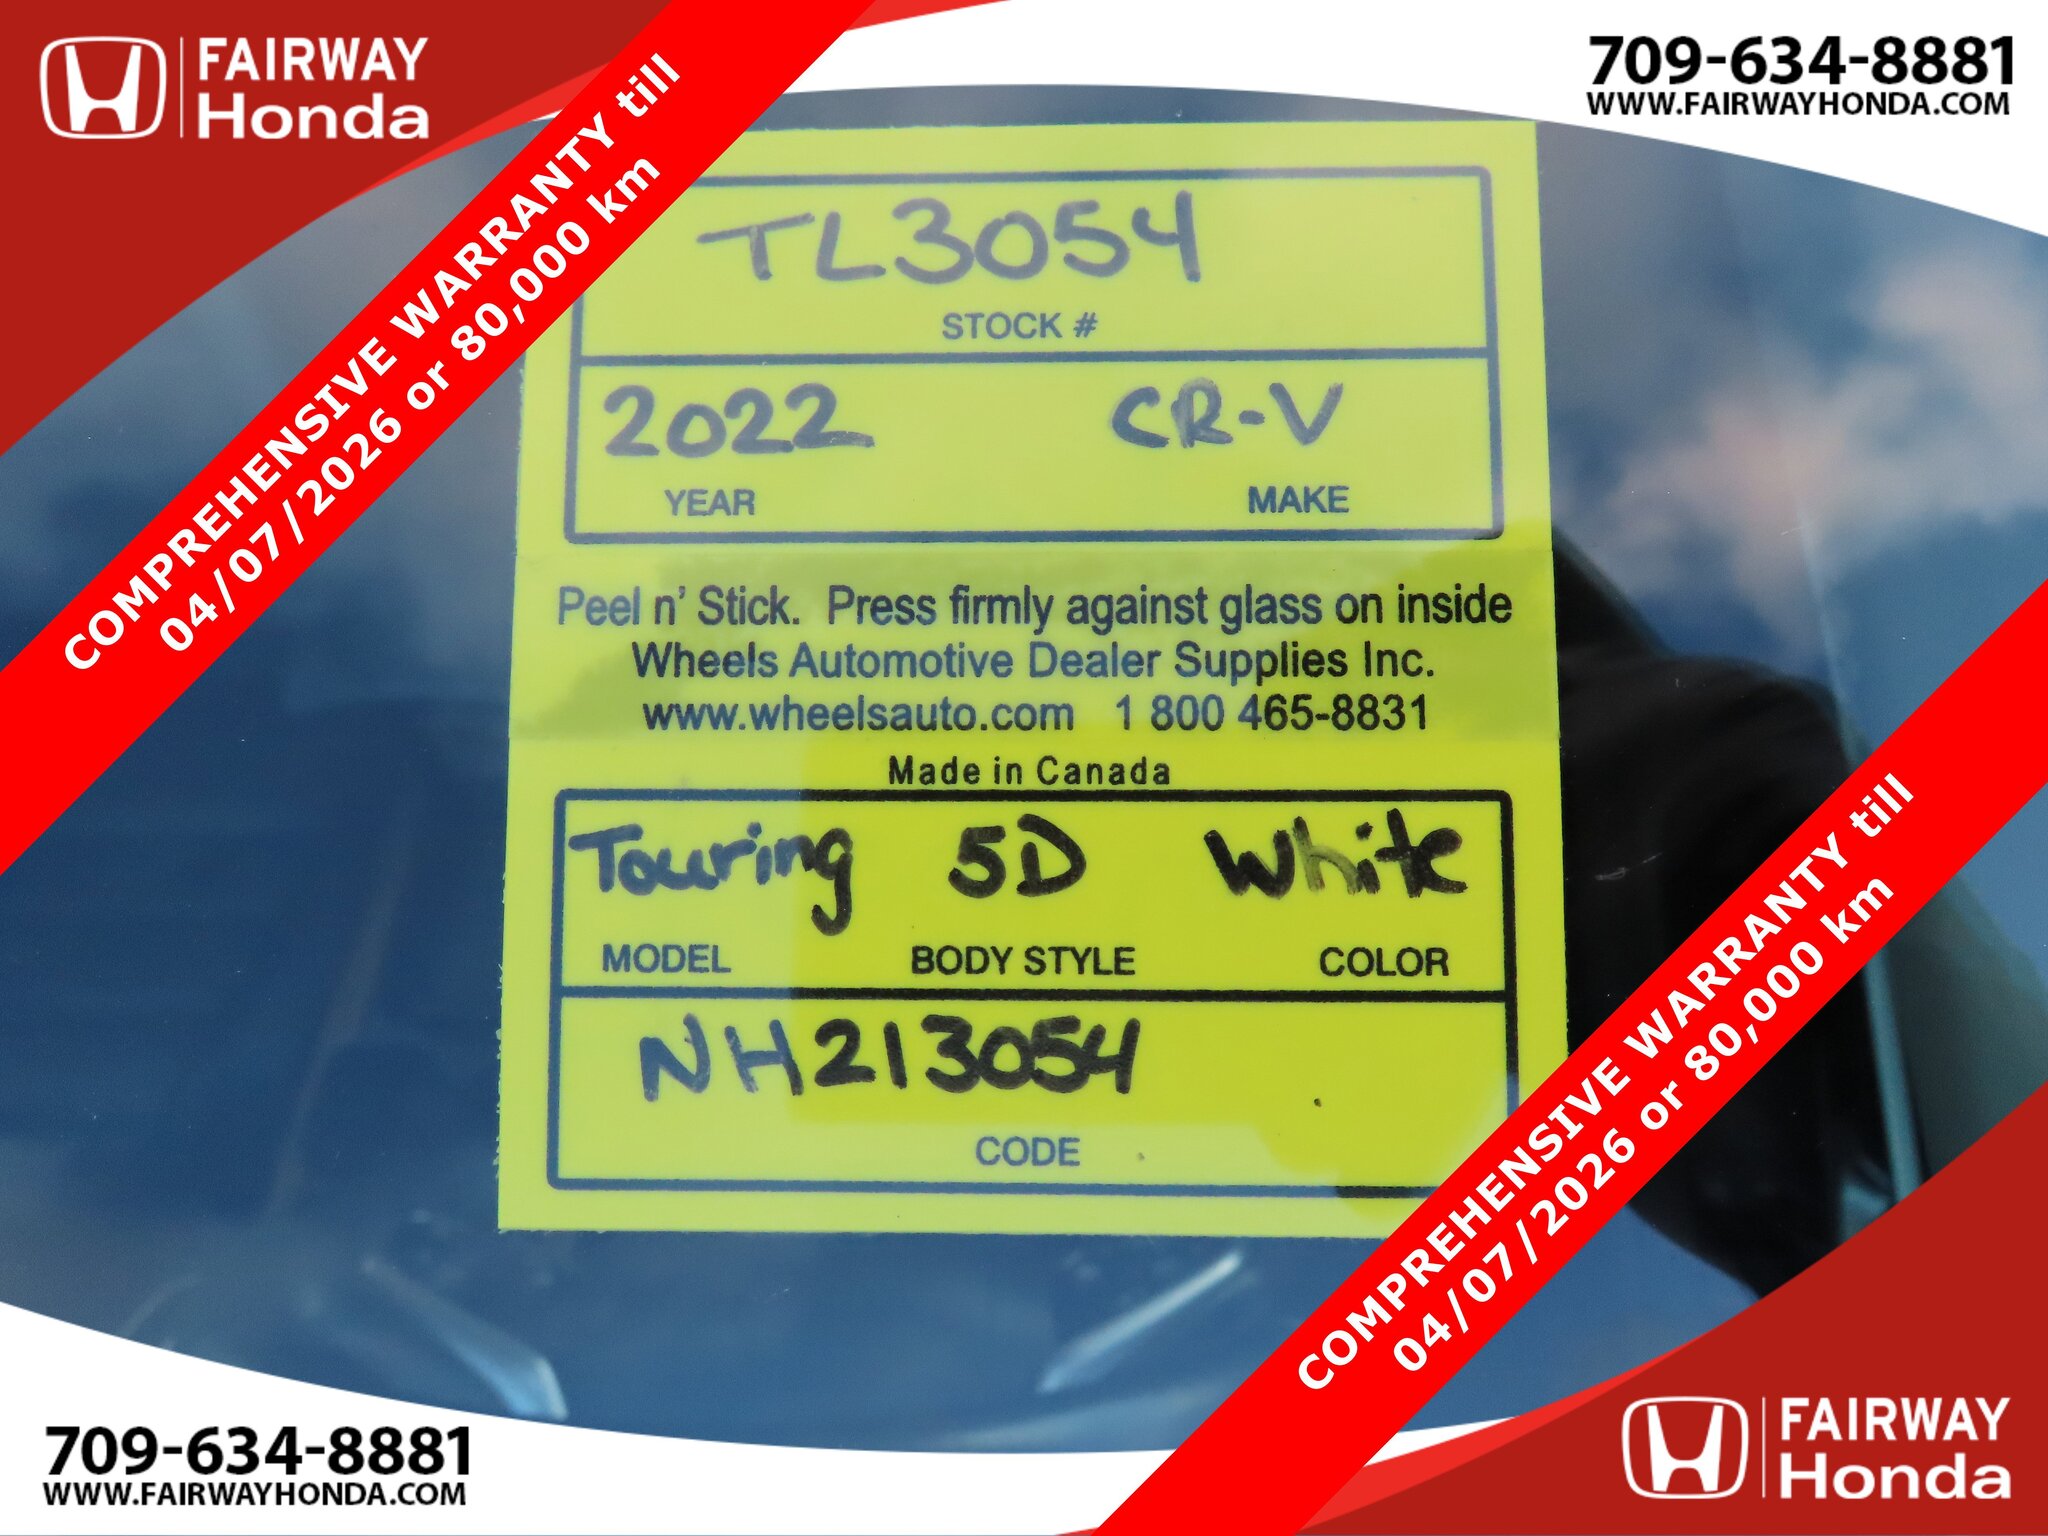 FAIRWAY
Honda
709-634-8881
WWW.FAIRWAYHONDA.COM
COMPREHENSIVE WARRANTY till
04/07/2026 or 80,000 km
TL3054
STOCK #
2022 CR-V
YEAR MAKE
Peel n' Stick. Press firmly against glass on inside
Wheels Automotive Dealer Supplies Inc.
www.wheelsauto.com 1 800 465-8831
Made in Canada
Touring 5D White
MODEL BODY STYLE COLOR
NH213054
CODE
COMPREHENSIVE WARRANTY till
04/07/2026 or 80,000 km
709-634-8881
WWW.FAIRWAYHONDA.COM
FAIRWAY
Honda